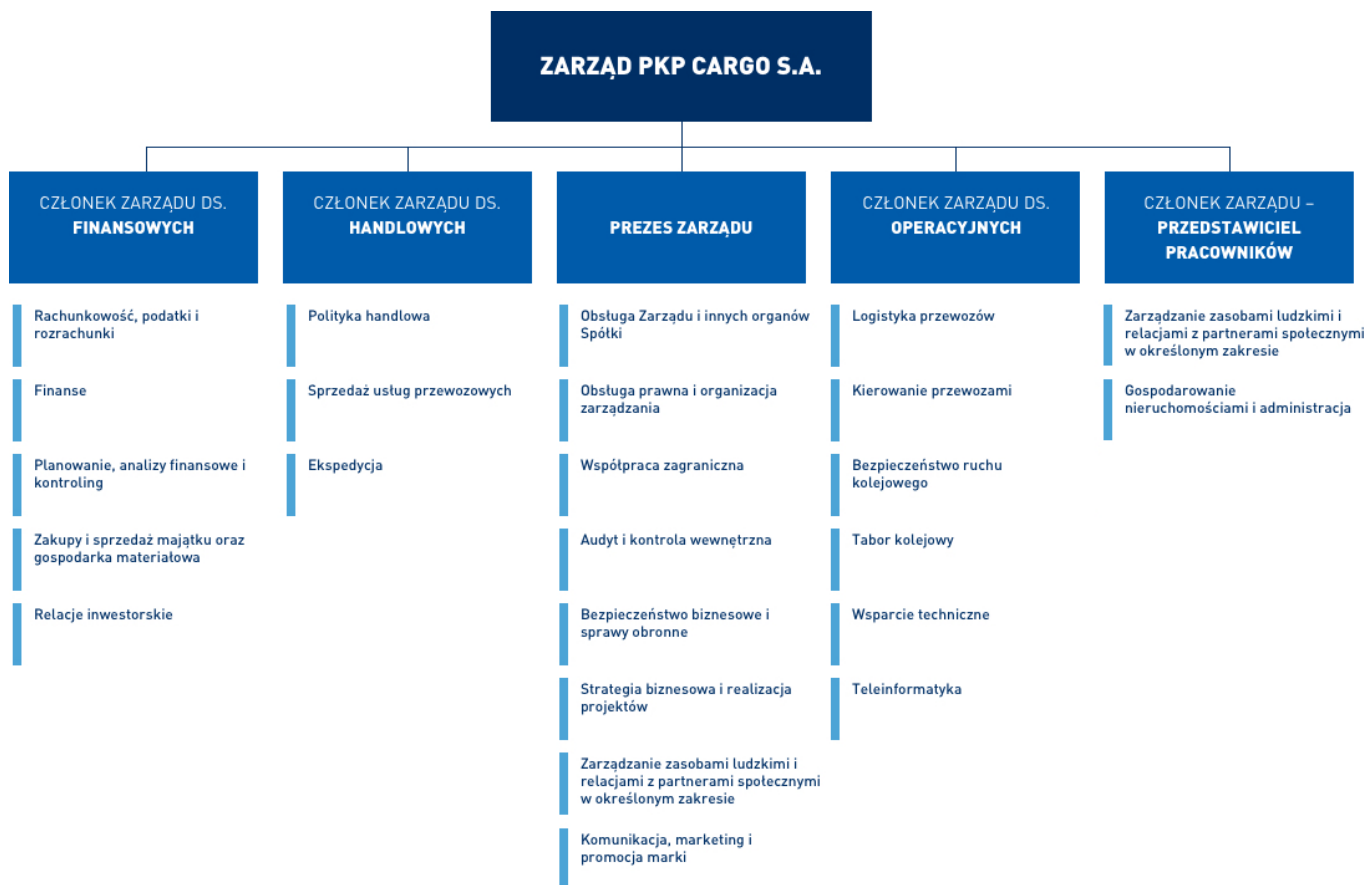 ZARZĄD PKP CARGO S.A.
CZŁONEK ZARZĄDU DS.
FINANSOWYCH
Rachunkowość, podatki i
rozrachunki
Finanse
Planowanie, analizy finansowe i
kontroling
Zakupy i sprzedaż majątku oraz
gospodarka materiałowa
Relacje inwestorskie
CZŁONEK ZARZĄDU DS.
HANDLOWYCH
Polityka handlowa
Sprzedaż usług przewozowych
Ekspedycja
PREZES ZARZĄDU
Obsługa Zarządu i innych organów
Spółki
Obsługa prawna i organizacja
zarządzania
Współpraca zagraniczna
Audyt i kontrola wewnętrzna
Bezpieczeństwo biznesowe i
sprawy obronne
Strategia biznesowa i realizacja
projektów
Zarządzanie zasobami ludzkimi i
relacjami z partnerami społecznymi
w określonym zakresie
Komunikacja, marketing i
promocja marki
CZŁONEK ZARZĄDU DS.
OPERACYJNYCH
Logistyka przewozów
Kierowanie przewozami
Bezpieczeństwo ruchu
kolejowego
Tabor kolejowy
Wsparcie techniczne
Teleinformatyka
CZŁONEK ZARZĄDU –
PRZEDSTAWICIEL
PRACOWNIKÓW
Zarządzanie zasobami ludzkimi i
relacjami z partnerami społecznymi
w określonym zakresie
Gospodarowanie
nieruchomościami i administracja